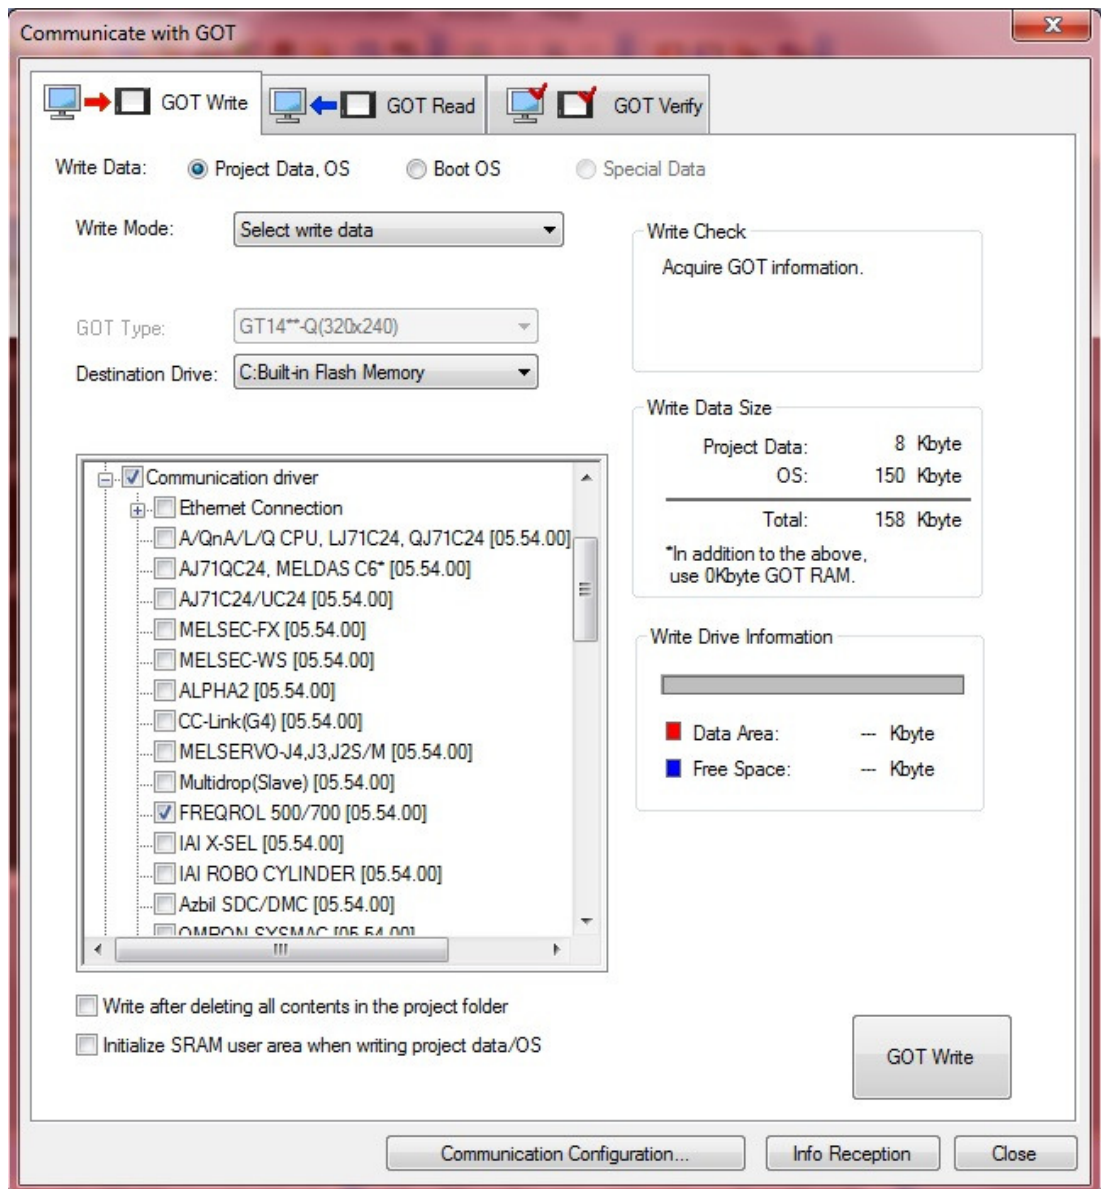 Communicate with GOT
GOT Write
GOT Read
GOT Verify
Write Data:
Project Data, OS
Boot OS
Special Data
Write Mode:
Select write data
GOT Type:
GT14**-Q(320x240)
Destination Drive:
C:Built-in Flash Memory
Communication driver
Ethernet Connection
A/QnA/L/Q CPU, LJ71C24, QJ71C24 [05.54.00]
AJ71QC24, MELDAS C6* [05.54.00]
AJ71C24/UC24 [05.54.00]
MELSEC-FX [05.54.00]
MELSEC-WS [05.54.00]
ALPHA2 [05.54.00]
CC-Link(G4) [05.54.00]
MELSERVO-J4,J3,J2S/M [05.54.00]
Multidrop(Slave) [05.54.00]
FREQROL 500/700 [05.54.00]
IAI X-SEL [05.54.00]
IAI ROBO CYLINDER [05.54.00]
Azbil SDC/DMC [05.54.00]
OMRON SYSMAC [05.54.00]
Write after deleting all contents in the project folder
Initialize SRAM user area when writing project data/OS
Write Check
Acquire GOT information.
Write Data Size
Project Data: 8 Kbyte
OS: 150 Kbyte
Total: 158 Kbyte
*In addition to the above,
use 0Kbyte GOT RAM.
Write Drive Information
Data Area: --- Kbyte
Free Space: --- Kbyte
GOT Write
Communication Configuration...
Info Reception
Close